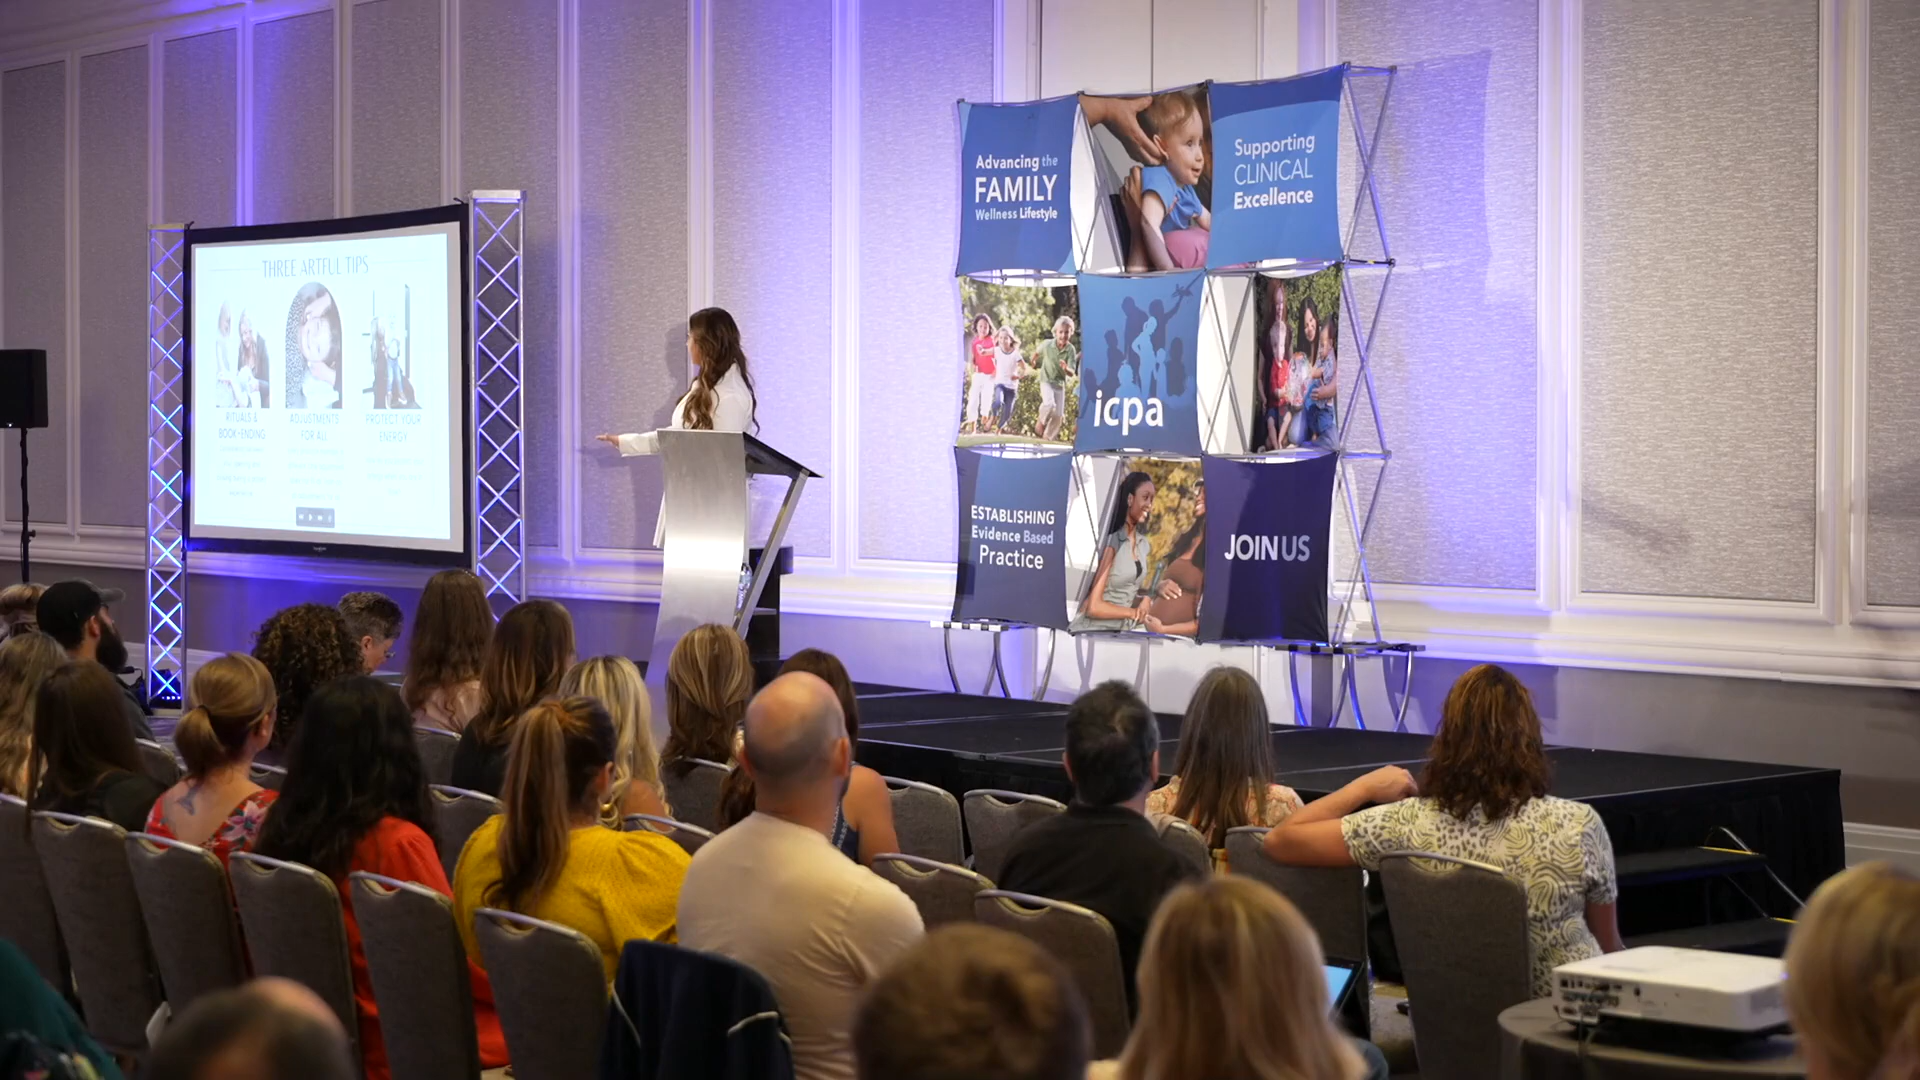 THREE ARTFUL TIPS
RITUALS &
BOOK-ENDING
ADJUSTMENTS
FOR ALL
PROTECT YOUR
ENERGY
Advancing the
FAMILY
Wellness Lifestyle
Supporting
CLINICAL
Excellence
icpa
ESTABLISHING
Evidence Based
Practice
JOIN US